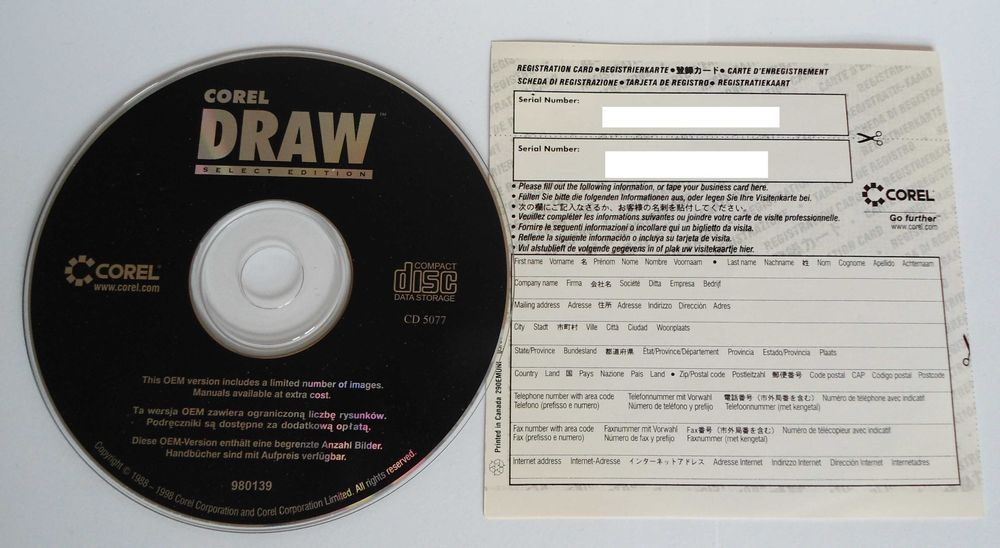 COREL
DRAW™
SELECT EDITION
COREL®
www.corel.com
COMPACT
disc
DATA STORAGE
CD 5077
This OEM version includes a limited number of images.
Manuals available at extra cost.
Ta wersja OEM zawiera ograniczoną liczbę rysunków.
Podręczniki są dostępne za dodatkową opłatą.
Diese OEM-Version enthält eine begrenzte Anzahl Bilder.
Handbücher sind mit Aufpreis verfügbar.
980139
Copyright © 1988 – 1998 Corel Corporation and Corel Corporation Limited. All rights reserved.
REGISTRATION CARD • REGISTRIERKARTE • 登録カード • CARTE D'ENREGISTREMENT
SCHEDA DI REGISTRAZIONE • TARJETA DE REGISTRO • REGISTRATIEKAART
Serial Number:
Serial Number:
• Please fill out the following information, or tape your business card here.
• Füllen Sie bitte die folgenden Informationen aus, oder legen Sie Ihre Visitenkarte bei.
• 次の欄にご記入なさるか、お客様の名刺を貼付してください。
• Veuillez compléter les informations suivantes ou joindre votre carte de visite professionnelle.
• Fornire le seguenti informazioni o incollare qui un biglietto da visita.
• Rellene la siguiente información o incluya su tarjeta de visita.
• Vul alstublieft de volgende gegevens in of plak uw visitekaartje hier.
COREL®
Go further™
www.corel.com
First name Vorname 名 Prénom Nome Nombre Voornaam • Last name Nachname 姓 Nom Cognome Apellido Achternaam
Company name Firma 会社名 Société Ditta Empresa Bedrijf
Mailing address Adresse 住所 Adresse Indirizzo Dirección Adres
City Stadt 市町村 Ville Città Ciudad Woonplaats
State/Province Bundesland 都道府県 État/Province/Département Provincia Estado/Provincia Plaats
Country Land 国 Pays Nazione País Land • Zip/Postal code Postleitzahl 郵便番号 Code postal CAP Código postal Postcode
Telephone number with area code Telefonnummer mit Vorwahl 電話番号 (市外局番を含む) Numéro de téléphone avec indicatif
Telefono (prefisso e numero) Número de teléfono y prefijo Telefoonnummer (met kengetal)
Fax number with area code Faxnummer mit Vorwahl Fax番号 (市外局番を含む) Numéro de télécopieur avec indicatif
Fax (prefisso e numero) Número de fax y prefijo Faxnummer (met kengetal)
Internet address Internet-Adresse インターネットアドレス Adresse Internet Indirizzo Internet Dirección Internet Internetadres
Printed in Canada